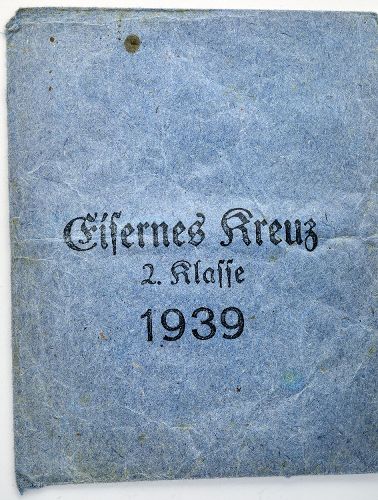 Eiſernes Kreuz
2. Klaſſe
1939